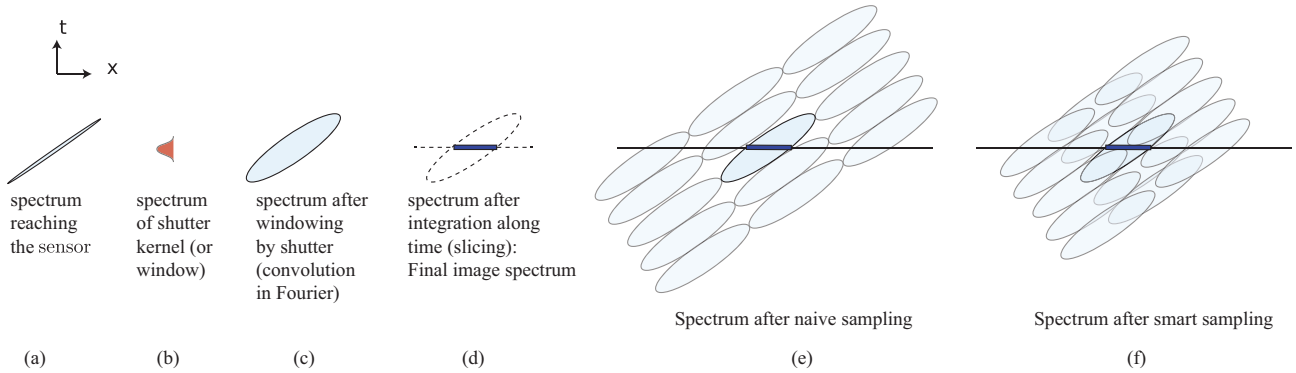 t
x
spectrum
reaching
the sensor
spectrum
of shutter
kernel (or
window)
spectrum after
windowing
by shutter
(convolution
in Fourier)
spectrum after
integration along
time (slicing):
Final image spectrum
Spectrum after naive sampling
Spectrum after smart sampling
(a)
(b)
(c)
(d)
(e)
(f)